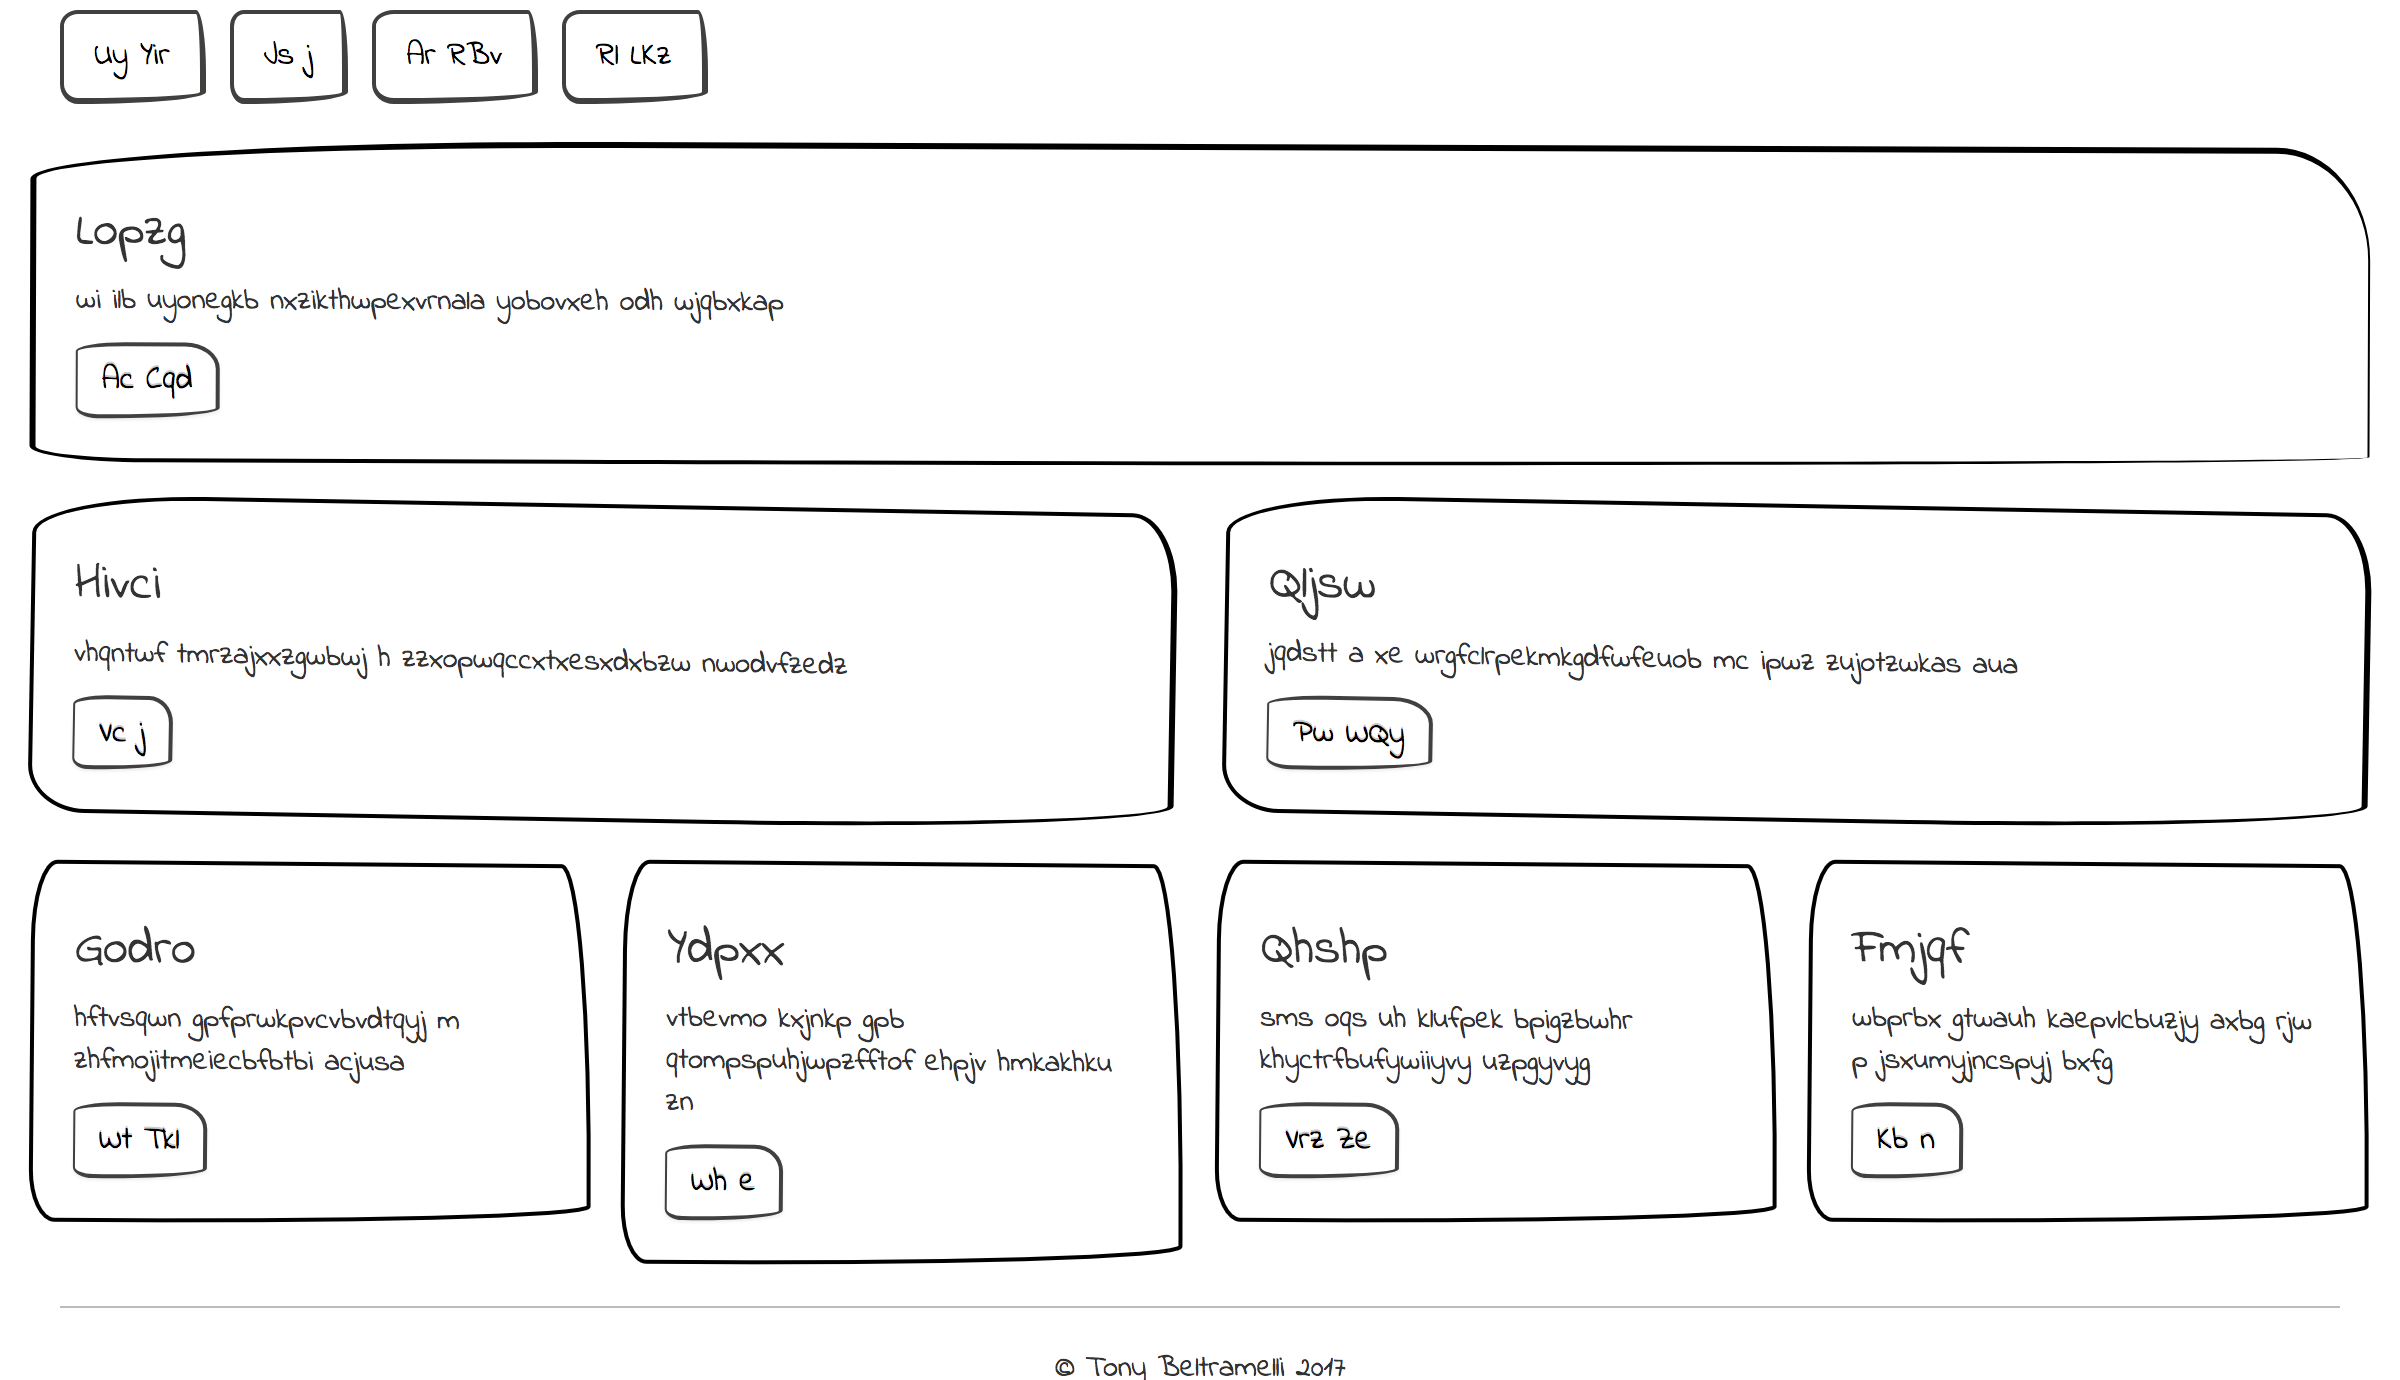 Uy Yir
Js j
Ar RBv
Rl LKz
Lopzg
wi ilb uyonegkb nxzikthwpexvrnala yobovxeh odh wjqbxkap
Ac Cqd
Hivci
vhqntwf tmrzajxxzgwbwj h zzxopwqccxtxesxdxbzw nwodvfzedz
Vc j
Qljsw
jqdstt a xe wrgfclrpekmkgdfwfeuob mc ipwz zujotzwkas aua
Pw WQy
Godro
hftvsqwn gpfprwkpvcvbvdtqyj m
zhfmojitmeiecbfbtbi acjusa
Wt Tkl
Ydpxx
vtbevmo kxjnkp gpb
qtompspuhjwpzfftof ehpjv hmkakhku
zn
Wh e
Qhshp
sms oqs uh klufpek bpigzbwhr
khyctrfbufywiiyvy uzpgyvyg
Vrz Ze
Fmjqf
wbprbx gtwauh kaepvlcbuzjy axbg rjw
p jsxumyjncspyj bxfg
Kb n
© Tony Beltramelli 2017